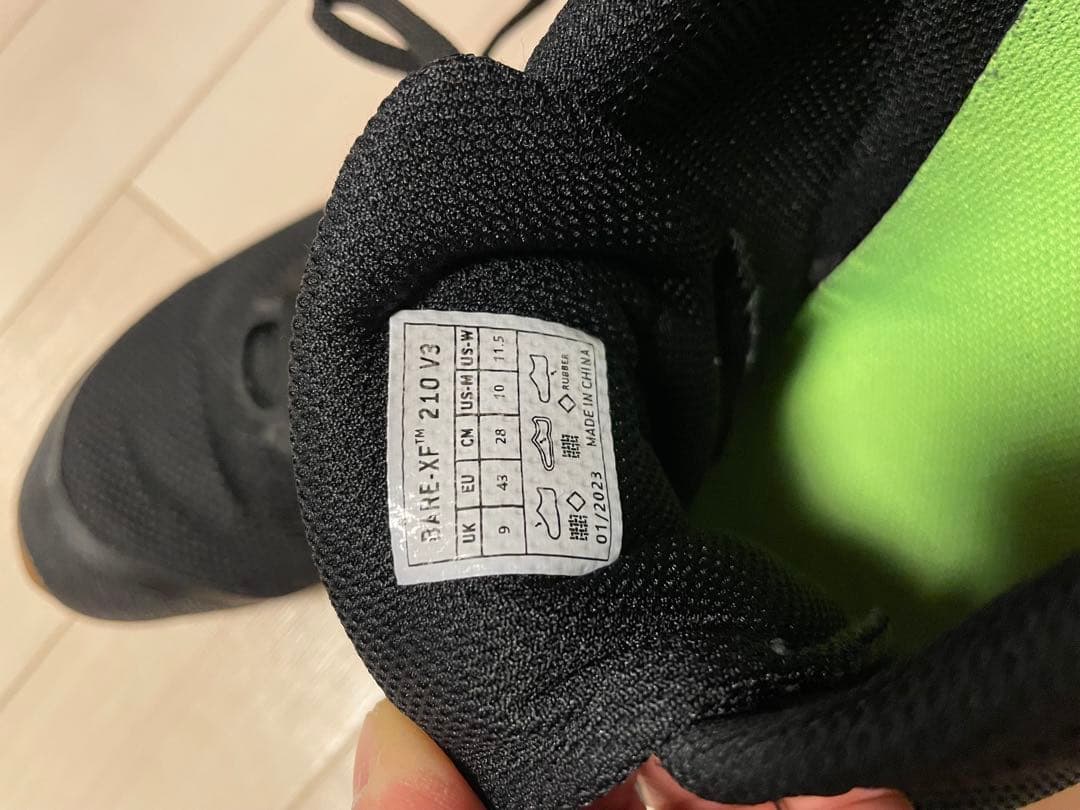 BARE-XF™ 210 V3
UK EU CM US-M US-W
9 43 28 10 11.5
RUBBER
01/2023 MADE IN CHINA